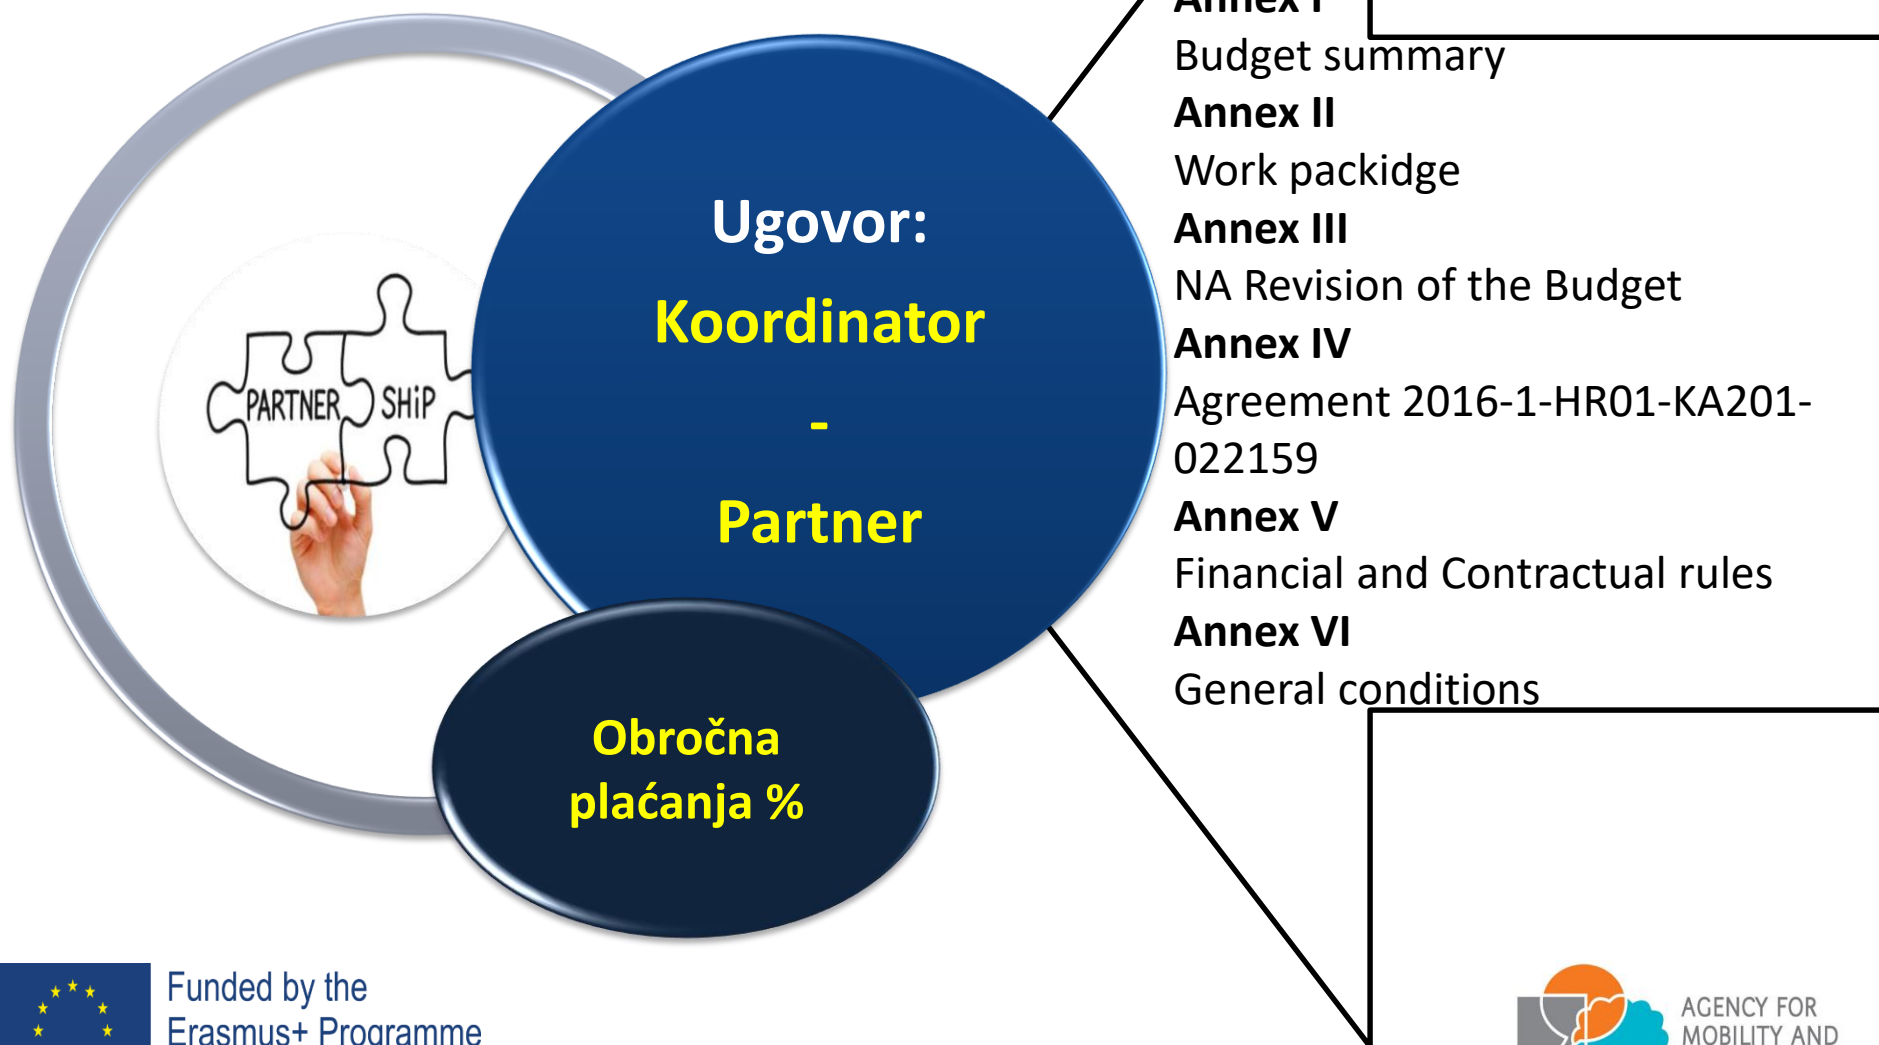 Annex I
Budget summary
Annex II
Work packidge
Annex III
NA Revision of the Budget
Annex IV
Agreement 2016-1-HR01-KA201-
022159
Annex V
Financial and Contractual rules
Annex VI
General conditions
Ugovor:
Koordinator
-
Partner
PARTNER SHiP
Obročna
plaćanja %
Funded by the
Erasmus+ Programme
AGENCY FOR
MOBILITY AND